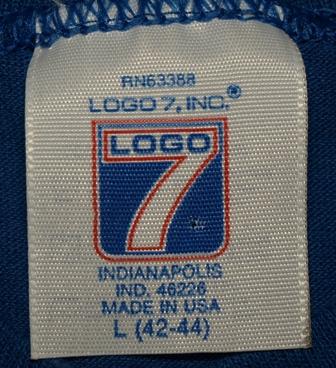 RN63388
LOGO 7, INC.®
LOGO
7
INDIANAPOLIS
IND. 46226
MADE IN USA
L (42-44)